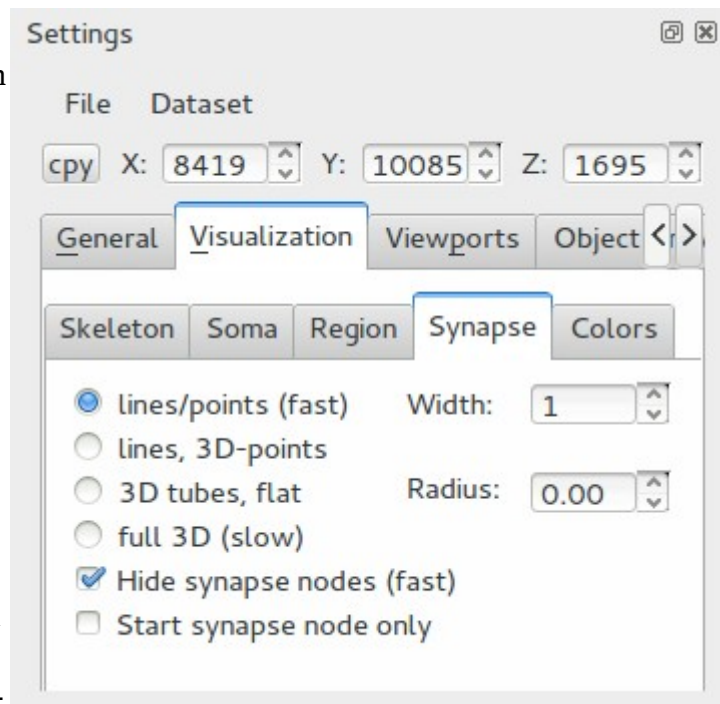 Settings
n
File Dataset
cpy X: 8419 Y: 10085 Z: 1695
General Visualization Viewports Object < >
Skeleton Soma Region Synapse Colors
lines/points (fast) Width: 1
lines, 3D-points
3D tubes, flat Radius: 0.00
full 3D (slow)
Hide synapse nodes (fast)
Start synapse node only